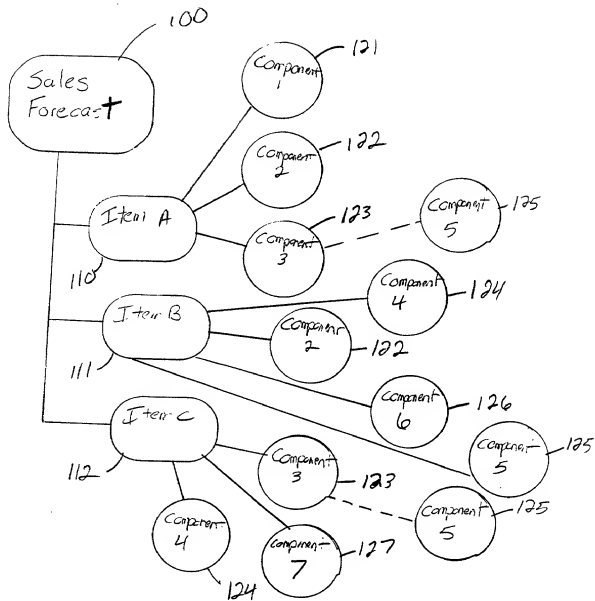 100
Sales
Forecast
Component
1
121
Component
2
122
Component
3
123
Component
5
125
Item A
110
Component
4
124
Item B
111
Component
2
122
Component
6
126
Component
5
125
Item C
112
Component
3
123
Component
5
125
Component
4
124
Component
7
127